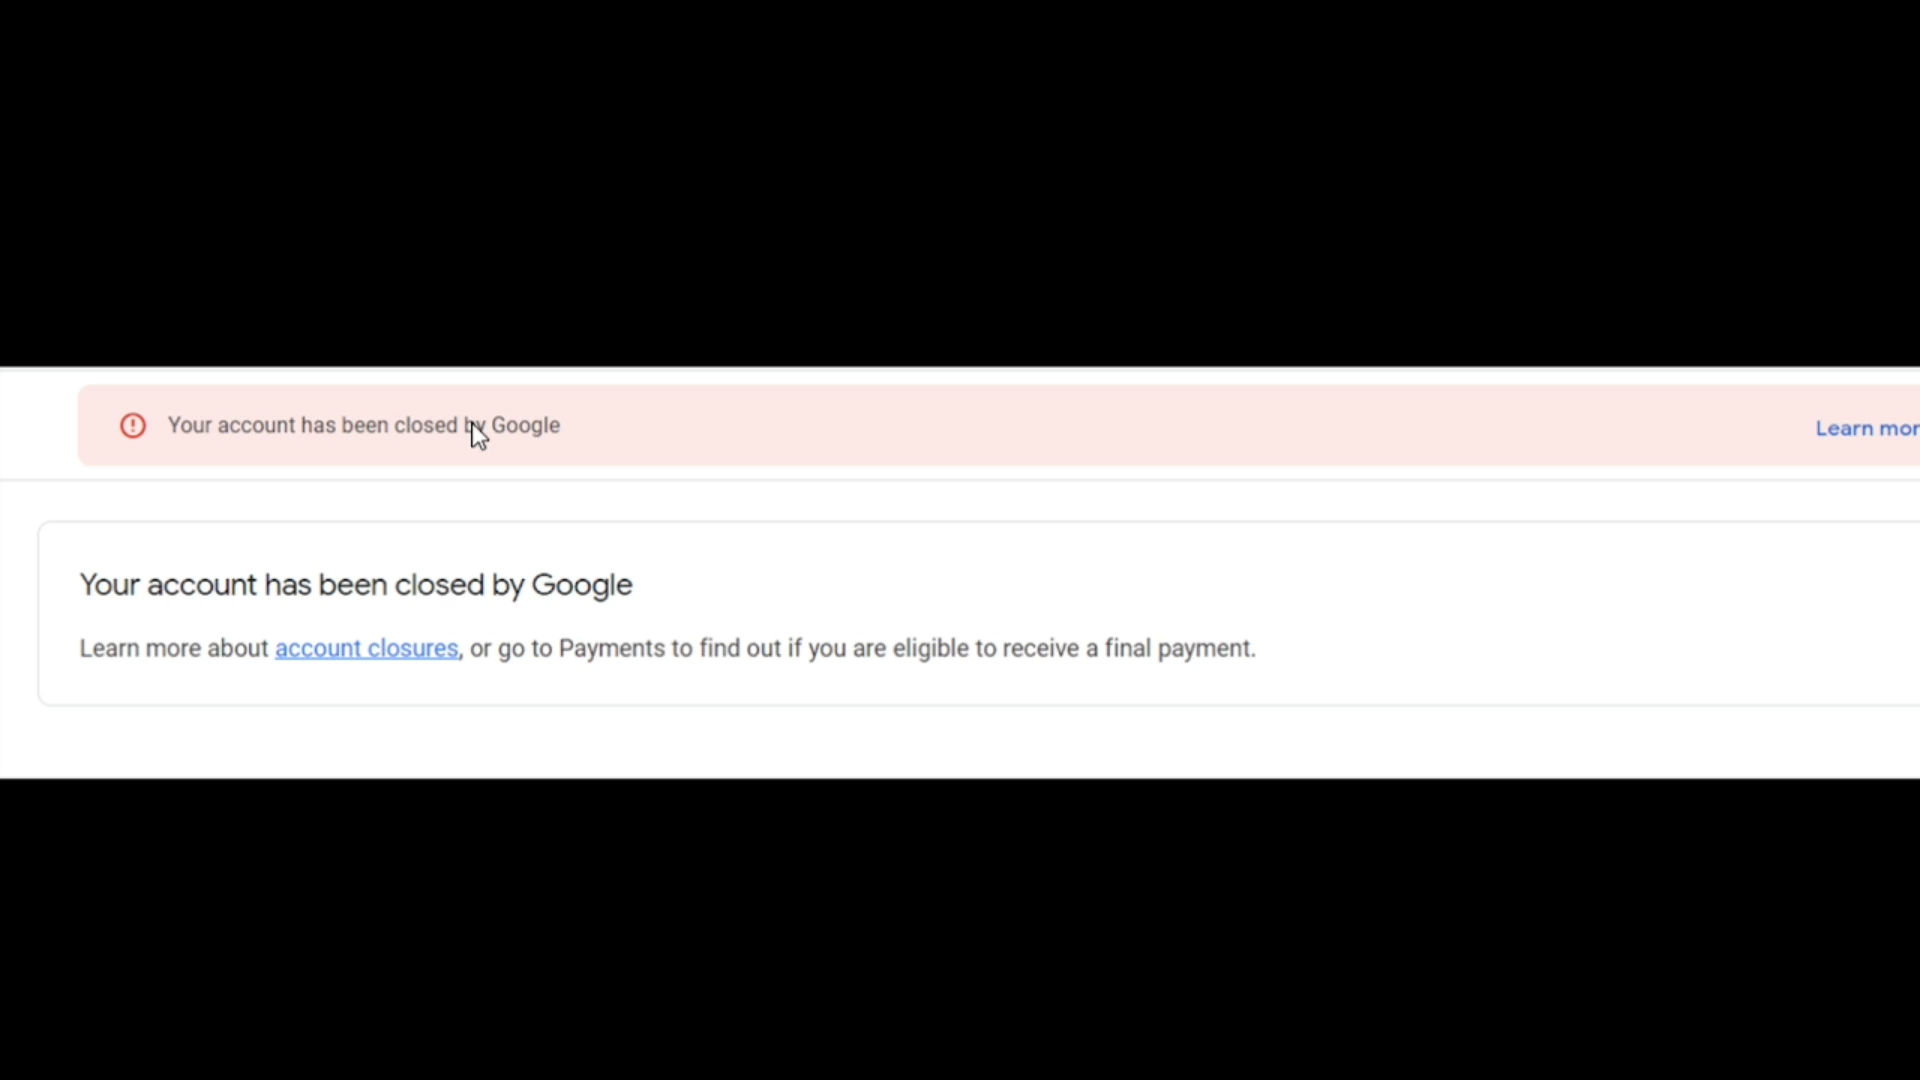 Your account has been closed by Google
Learn mor
Your account has been closed by Google
Learn more about account closures, or go to Payments to find out if you are eligible to receive a final payment.